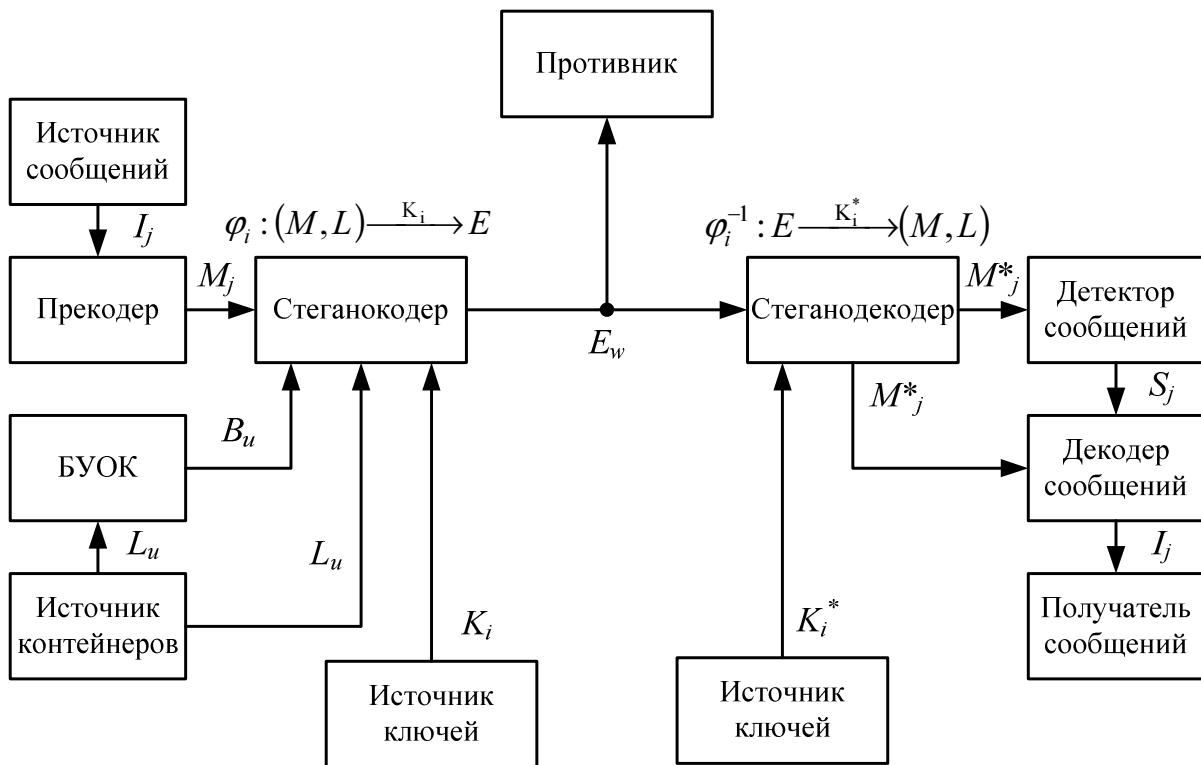 Противник
Источник
сообщений
I_j
φ_i : (M, L) —K_i→ E
φ_i^{-1} : E —K_i^*→ (M, L)
Прекодер
M_j
Стеганокодер
E_w
Стеганодекодер
M*_j
Детектор
сообщений
M*_j
S_j
БУОК
B_u
Декодер
сообщений
L_u
L_u
I_j
Источник
контейнеров
K_i
K_i^*
Получатель
сообщений
Источник
ключей
Источник
ключей